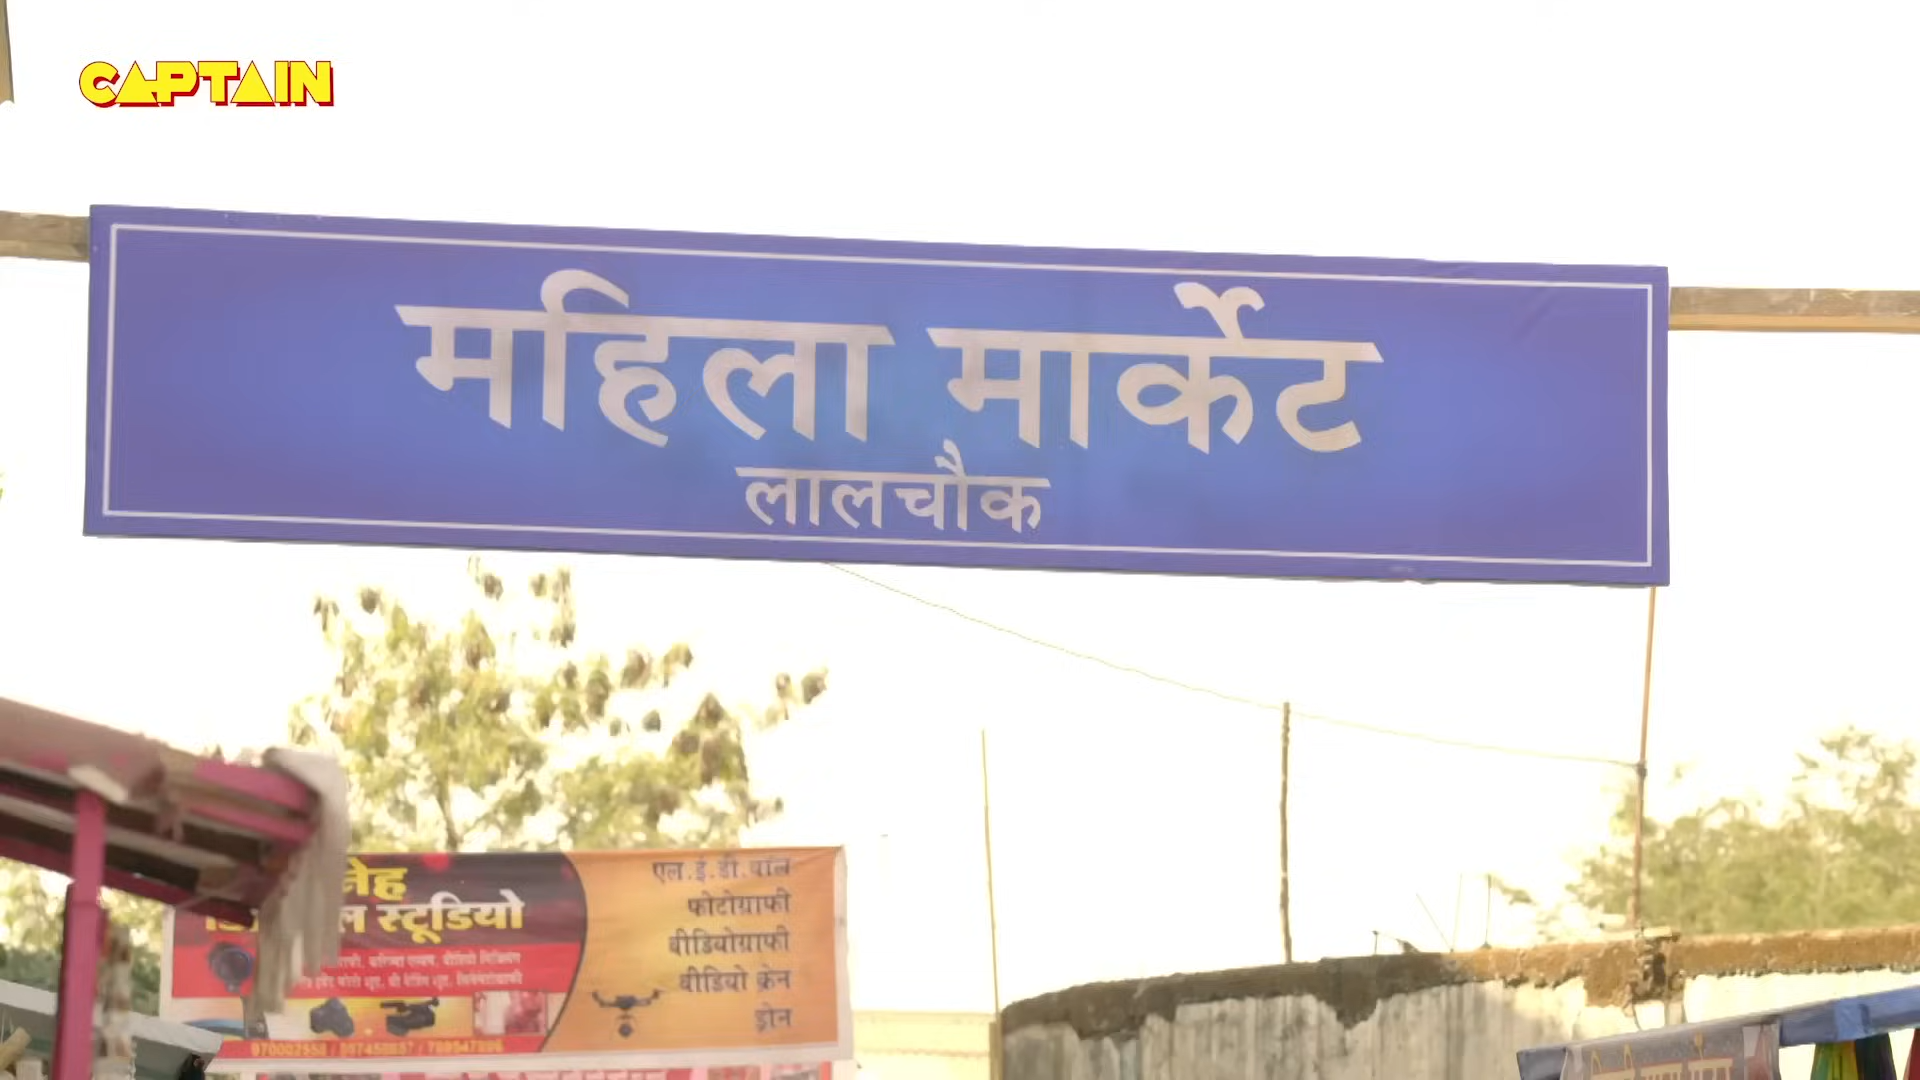 CAPTAIN
महिला मार्केट
लालचौक
स्टूडियो
एल.ई.डी.वॉल
फोटोग्राफी
वीडियोग्राफी
वीडियो क्रेन
ड्रोन